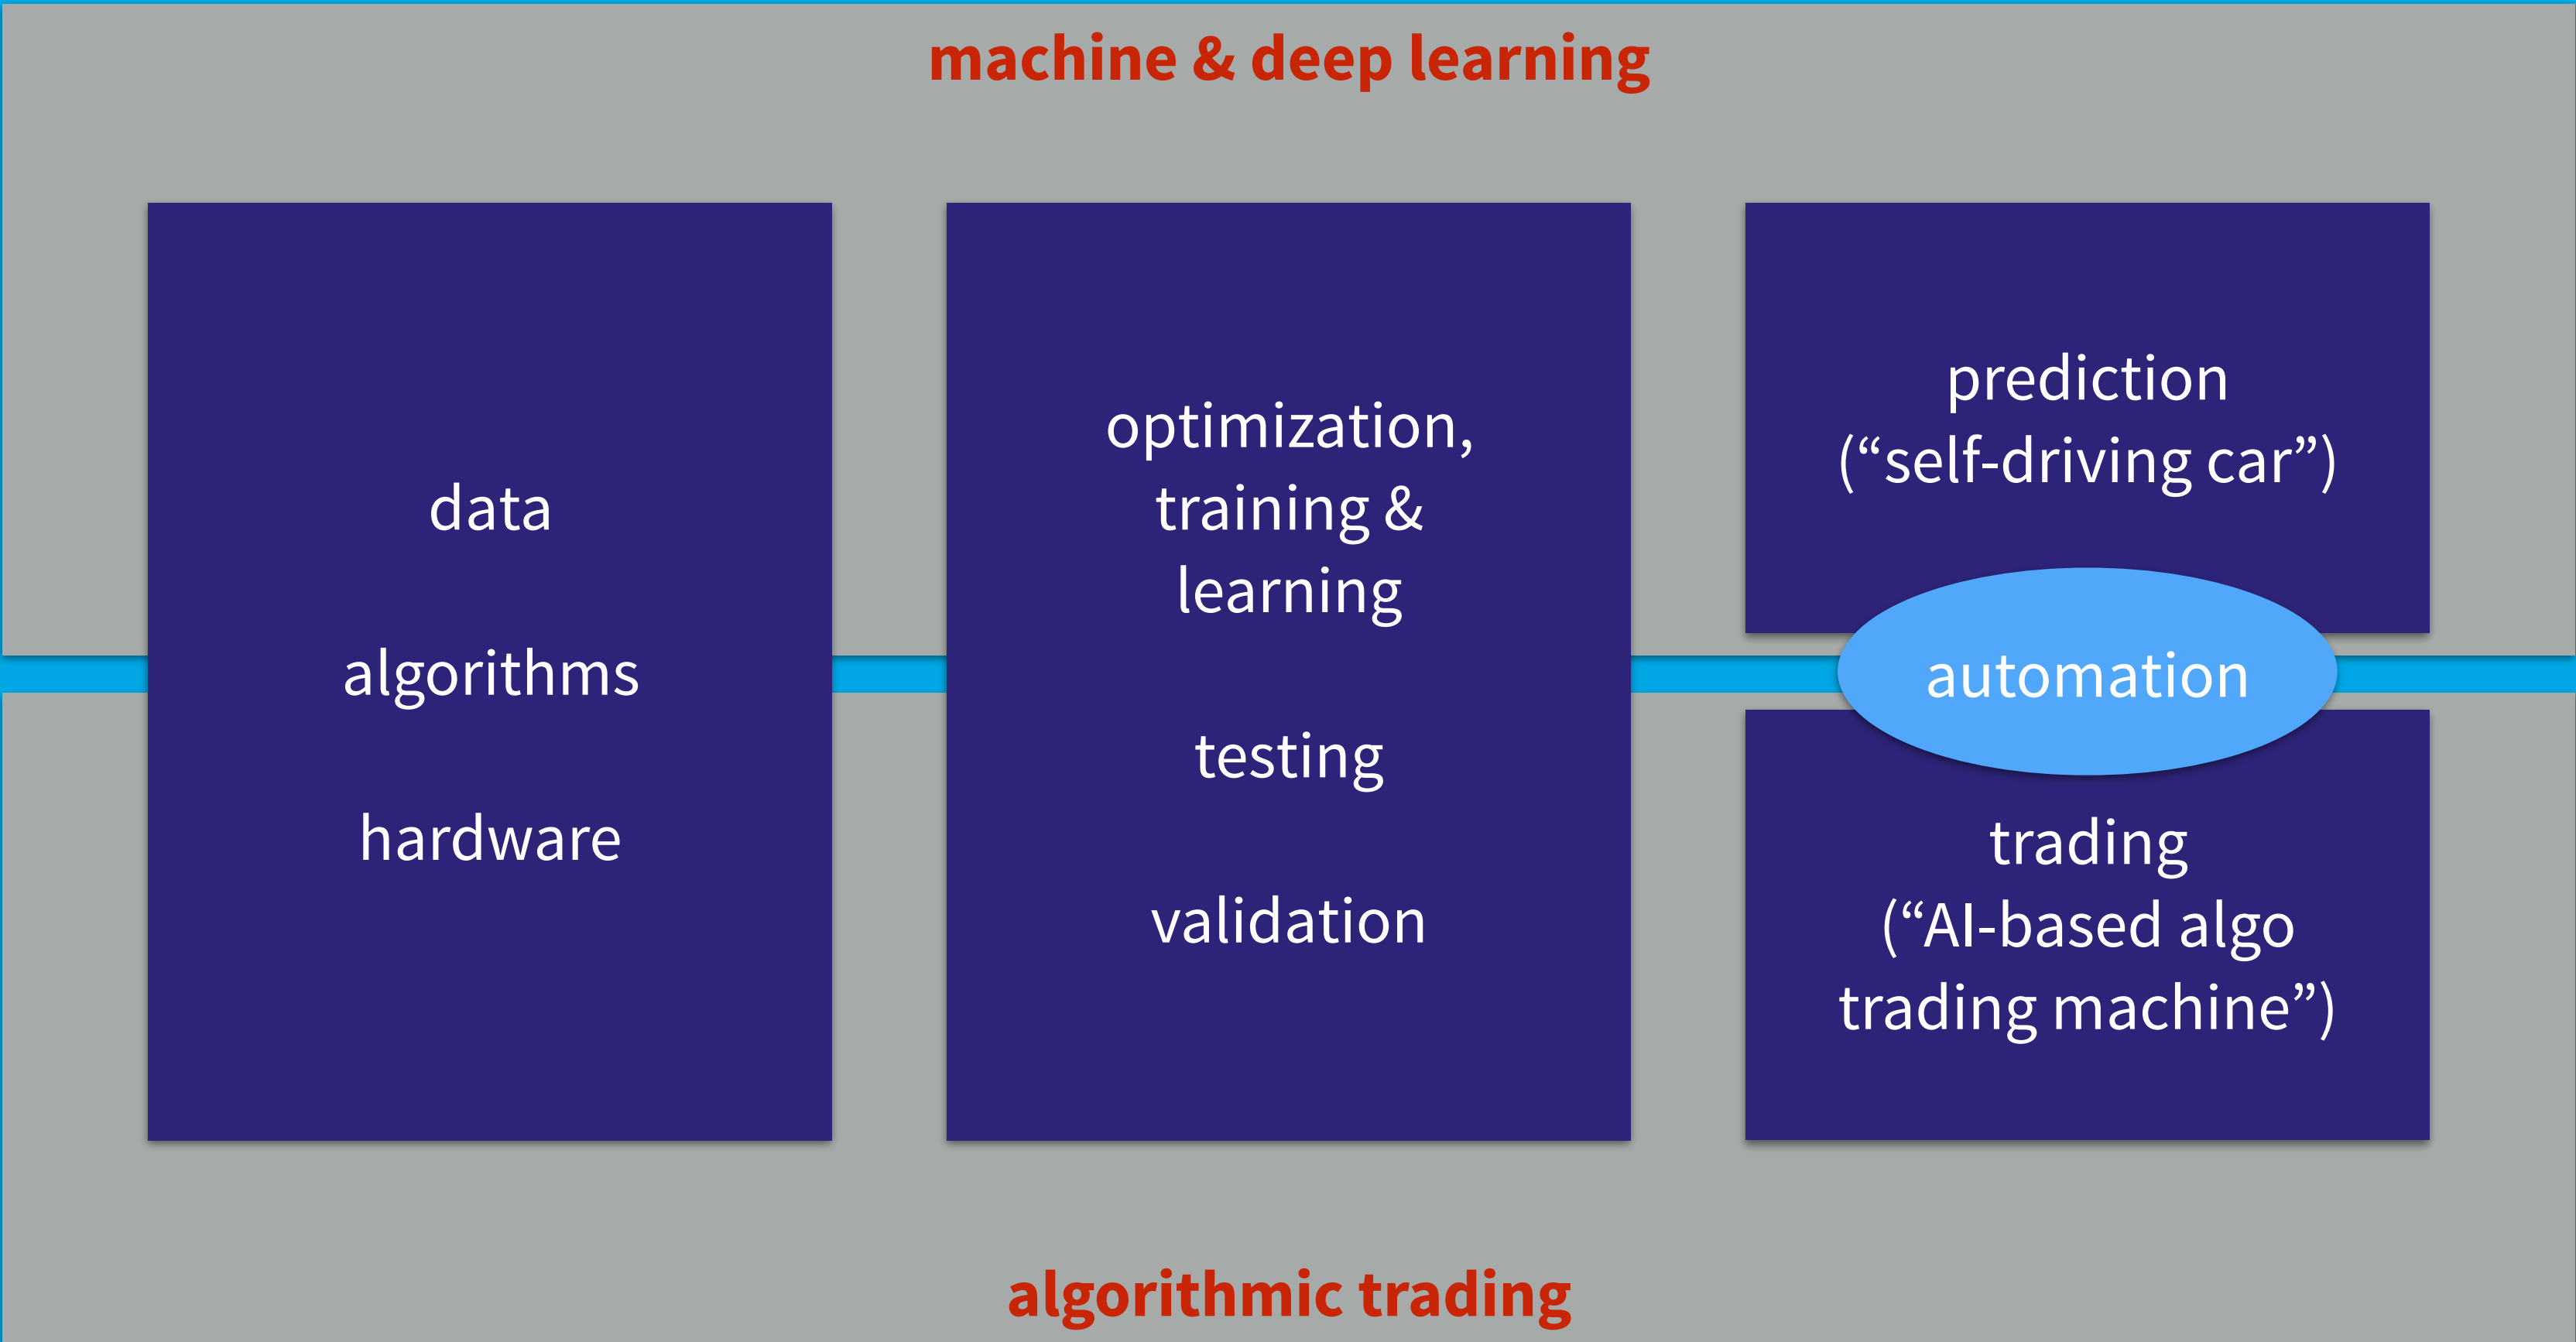 machine & deep learning
data
algorithms
hardware
optimization,
training &
learning
testing
validation
prediction
(“self-driving car”)
automation
trading
(“AI-based algo
trading machine”)
algorithmic trading